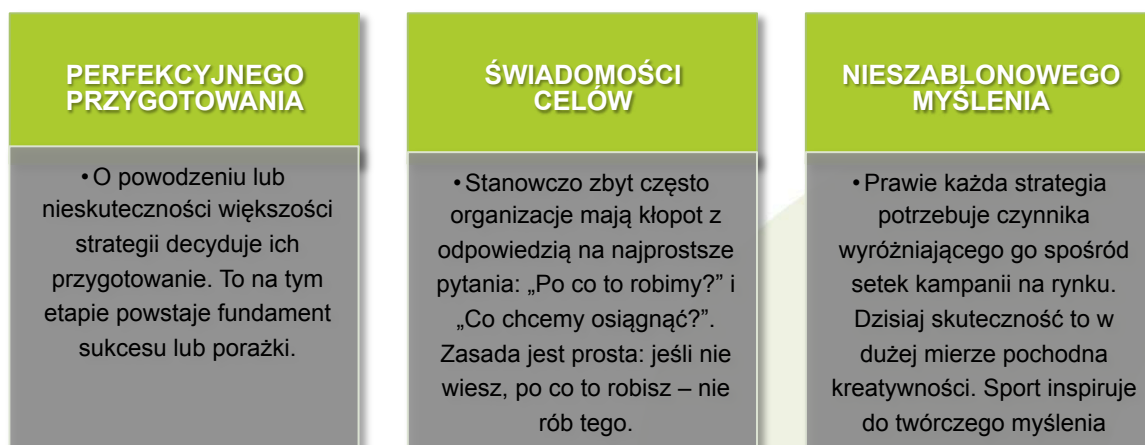 PERFEKCYJNEGO
PRZYGOTOWANIA
• O powodzeniu lub
nieskuteczności większości
strategii decyduje ich
przygotowanie. To na tym
etapie powstaje fundament
sukcesu lub porażki.
ŚWIADOMOŚCI
CELÓW
• Stanowczo zbyt często
organizacje mają kłopot z
odpowiedzią na najprostsze
pytania: „Po co to robimy?” i
„Co chcemy osiągnąć?”.
Zasada jest prosta: jeśli nie
wiesz, po co to robisz – nie
rób tego.
NIESZABLONOWEGO
MYŚLENIA
• Prawie każda strategia
potrzebuje czynnika
wyróżniającego go spośród
setek kampanii na rynku.
Dzisiaj skuteczność to w
dużej mierze pochodna
kreatywności. Sport inspiruje
do twórczego myślenia